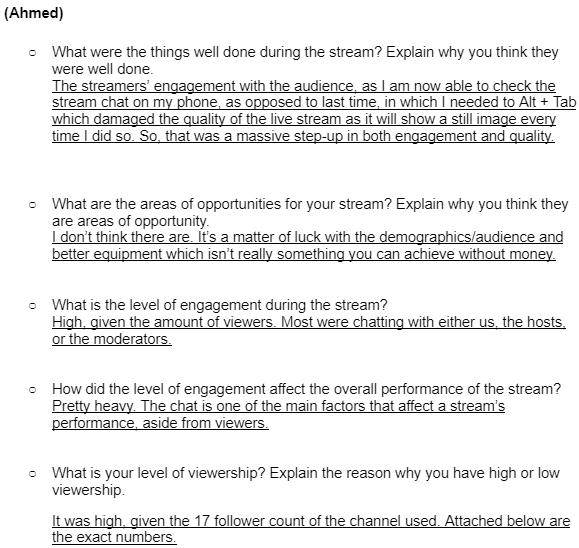 (Ahmed)
○ What were the things well done during the stream? Explain why you think they
were well done.
The streamers' engagement with the audience, as I am now able to check the
stream chat on my phone, as opposed to last time, in which I needed to Alt + Tab
which damaged the quality of the live stream as it will show a still image every
time I did so. So, that was a massive step-up in both engagement and quality.
○ What are the areas of opportunities for your stream? Explain why you think they
are areas of opportunity.
I don't think there are. It's a matter of luck with the demographics/audience and
better equipment which isn't really something you can achieve without money.
○ What is the level of engagement during the stream?
High, given the amount of viewers. Most were chatting with either us, the hosts,
or the moderators.
○ How did the level of engagement affect the overall performance of the stream?
Pretty heavy. The chat is one of the main factors that affect a stream's
performance, aside from viewers.
○ What is your level of viewership? Explain the reason why you have high or low
viewership.
It was high, given the 17 follower count of the channel used. Attached below are
the exact numbers.